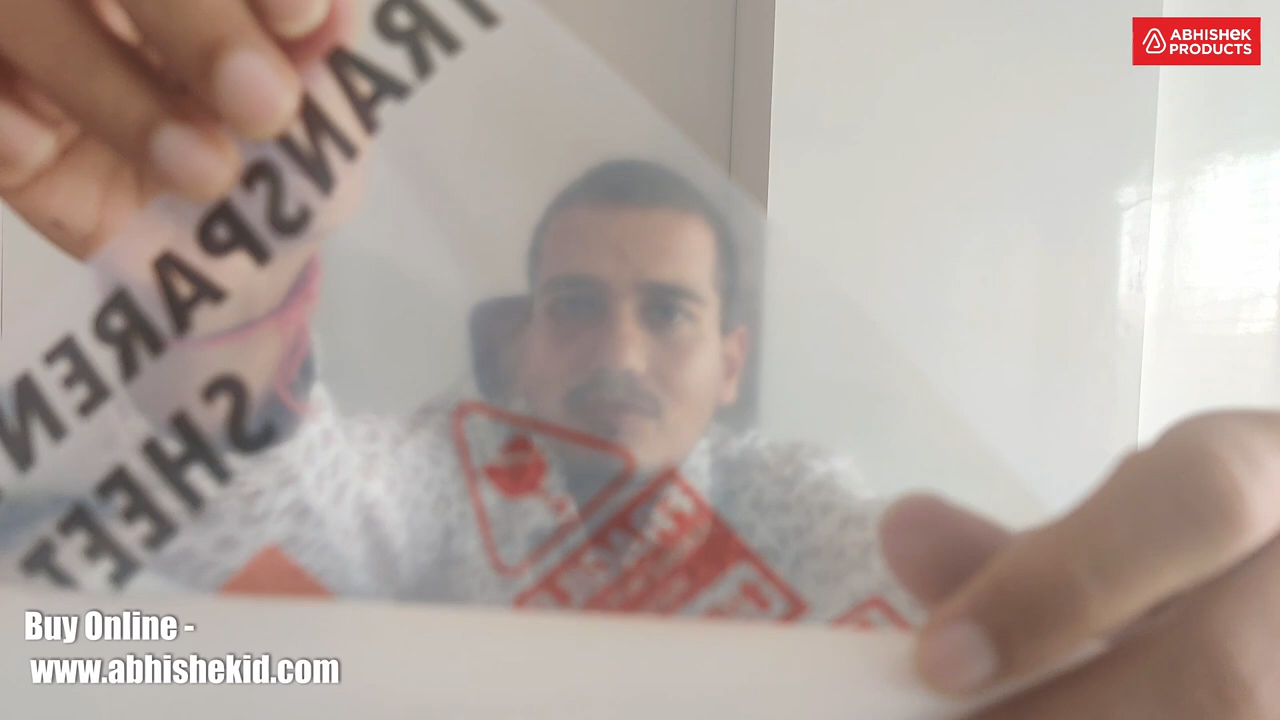 ABHISHEK
PRODUCTS
TRANSPARENT
SHEET
Buy Online -
www.abhishekid.com